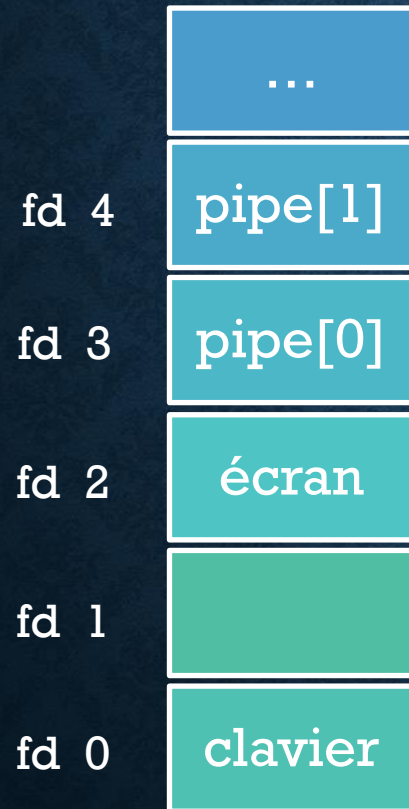 ...
fd 4 pipe[1]
fd 3 pipe[0]
fd 2 écran
fd 1
fd 0 clavier